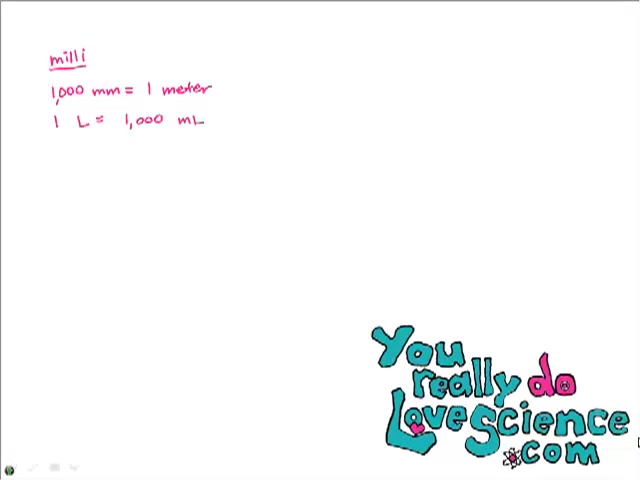 milli
1,000 mm = 1 meter
1 L = 1,000 mL
You
really do
Love Science
.com